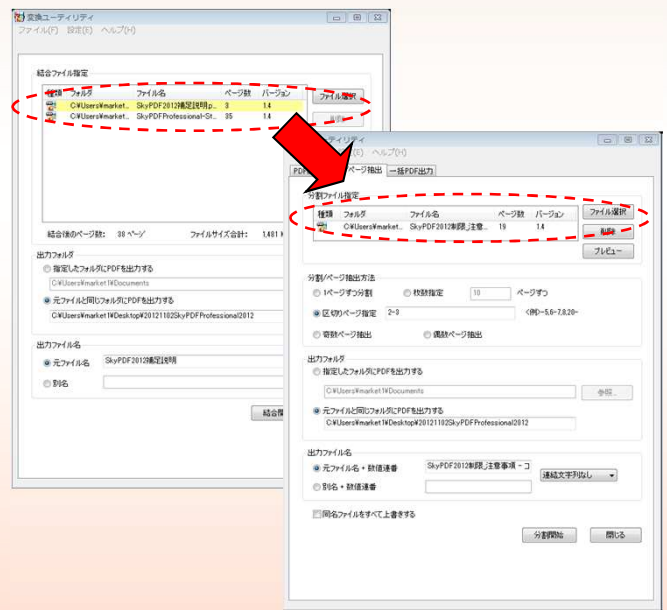 変換ユーティリティ
ファイル(F) 設定(E) ヘルプ(H)
結合ファイル指定
種類 フォルダ ファイル名 ページ数 バージョン
C:¥Users¥market... SkyPDF2012補足説明.p... 3 1.4
C:¥Users¥market... SkyPDFProfessional-St... 35 1.4
ファイル選択
削除
結合後のページ数: 38 ページ ファイルサイズ合計: 1,481 K
出力フォルダ
指定したフォルダにPDFを出力する
C:¥Users¥market1¥Documents
元ファイルと同じフォルダにPDFを出力する
C:¥Users¥market1¥Desktop¥20121102SkyPDFProfessional2012
出力ファイル名
元ファイル名 SkyPDF2012補足説明
別名
結合開
ティリティ
(E) ヘルプ(H)
PDF ページ抽出 一括PDF出力
分割ファイル指定
種類 フォルダ ファイル名 ページ数 バージョン
C:¥Users¥market... SkyPDF2012制限_注意... 19 1.4
ファイル選択
削除
プレビュー
分割/ページ抽出方法
1ページずつ分割 枚数指定 10 ページずつ
区切りページ指定 2-3 <例>-5,6-7,8,20-
奇数ページ抽出 偶数ページ抽出
出力フォルダ
指定したフォルダにPDFを出力する
C:¥Users¥market1¥Documents 参照...
元ファイルと同じフォルダにPDFを出力する
C:¥Users¥market1¥Desktop¥20121102SkyPDFProfessional2012
出力ファイル名
元ファイル名 + 数値連番 SkyPDF2012制限_注意事項 - コ 連結文字列なし
別名 + 数値連番
同名ファイルをすべて上書きする
分割開始 閉じる